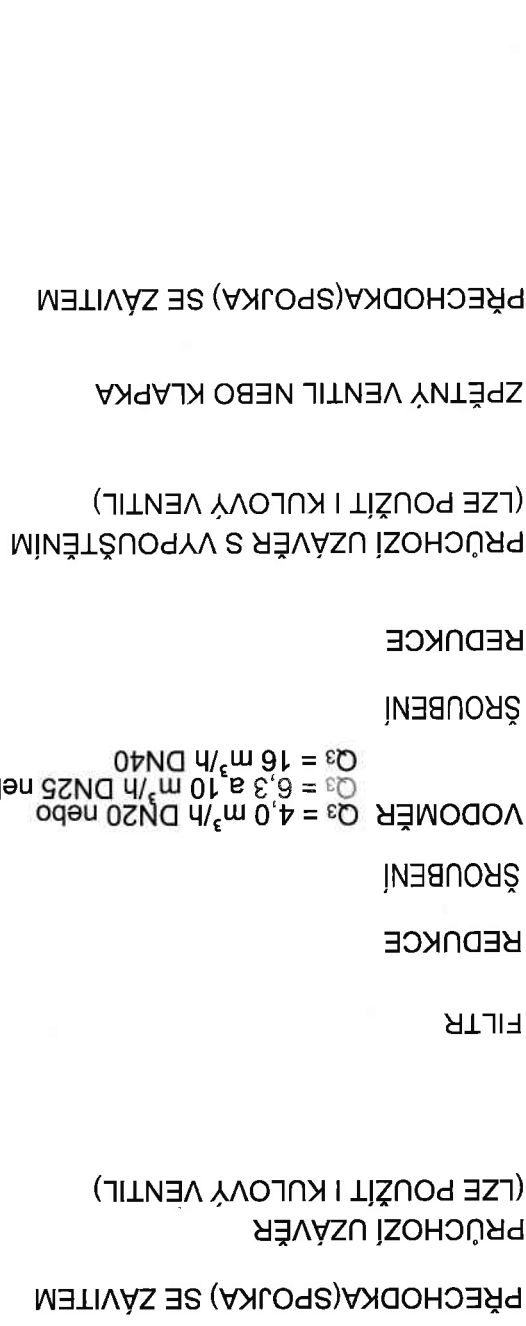 PŘECHODKA(SPOJKA) SE ZÁVITEM
PRŮCHOZÍ UZÁVĚR
(LZE POUŽÍT I KULOVÝ VENTIL)
FILTR
REDUKCE
ŠROUBENÍ
VODOMĚR Q₃ = 4,0 m³/h DN20 nebo
Q₃ = 6,3 a 10 m³/h DN25
Q₃ = 16 m³/h DN40
ŠROUBENÍ
REDUKCE
PRŮCHOZÍ UZÁVĚR S VYPOUŠTĚNÍM
(LZE POUŽÍT I KULOVÝ VENTIL)
ZPĚTNÝ VENTIL NEBO KLAPKA
PŘECHODKA(SPOJKA) SE ZÁVITEM